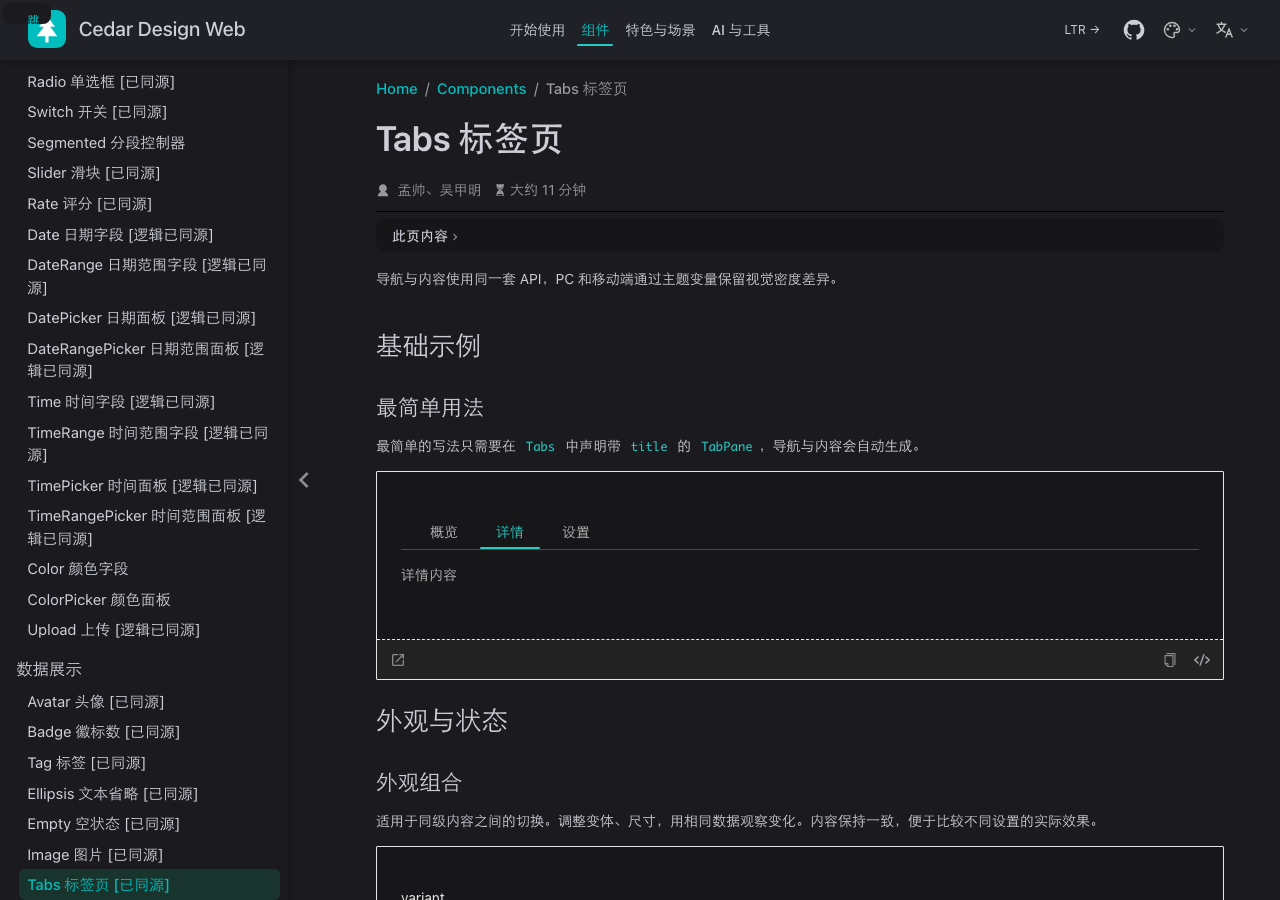 Cedar Design Web
开始使用 组件 特色与场景 AI 与工具
LTR →
Radio 单选框 [已同源]
Switch 开关 [已同源]
Segmented 分段控制器
Slider 滑块 [已同源]
Rate 评分 [已同源]
Date 日期字段 [逻辑已同源]
DateRange 日期范围字段 [逻辑已同
源]
DatePicker 日期面板 [逻辑已同源]
DateRangePicker 日期范围面板 [逻
辑已同源]
Time 时间字段 [逻辑已同源]
TimeRange 时间范围字段 [逻辑已同
源]
TimePicker 时间面板 [逻辑已同源]
TimeRangePicker 时间范围面板 [逻
辑已同源]
Color 颜色字段
ColorPicker 颜色面板
Upload 上传 [逻辑已同源]
数据展示
Avatar 头像 [已同源]
Badge 徽标数 [已同源]
Tag 标签 [已同源]
Ellipsis 文本省略 [已同源]
Empty 空状态 [已同源]
Image 图片 [已同源]
Tabs 标签页 [已同源]
Home / Components / Tabs 标签页
Tabs 标签页
孟帅、吴甲明 大约 11 分钟
此页内容
导航与内容使用同一套 API，PC 和移动端通过主题变量保留视觉密度差异。
基础示例
最简单用法
最简单的写法只需要在 Tabs 中声明带 title 的 TabPane ，导航与内容会自动生成。
概览 详情 设置
详情内容
外观与状态
外观组合
适用于同级内容之间的切换。调整变体、尺寸，用相同数据观察变化。内容保持一致，便于比较不同设置的实际效果。
variant